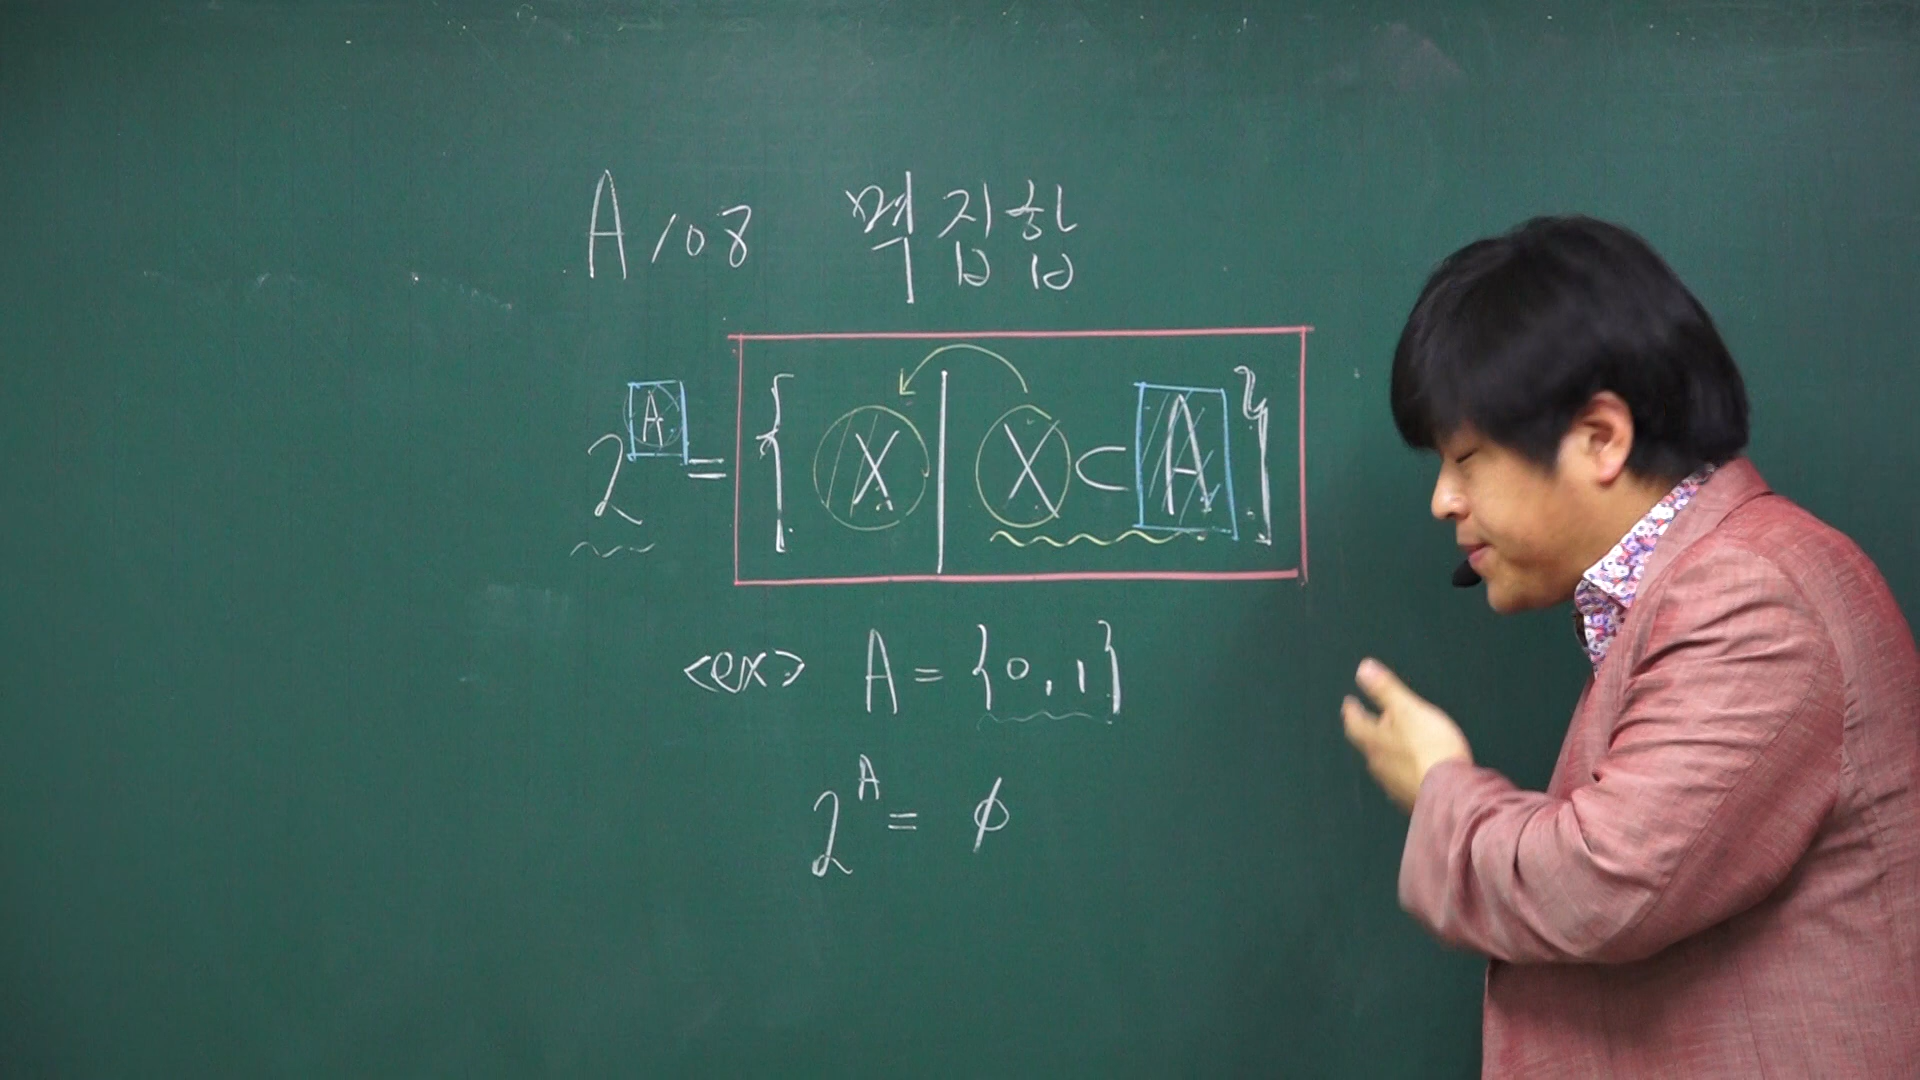 A108 멱집합
2^A = { X | X ⊂ A }
<ex> A = {0, 1}
2^A = ϕ